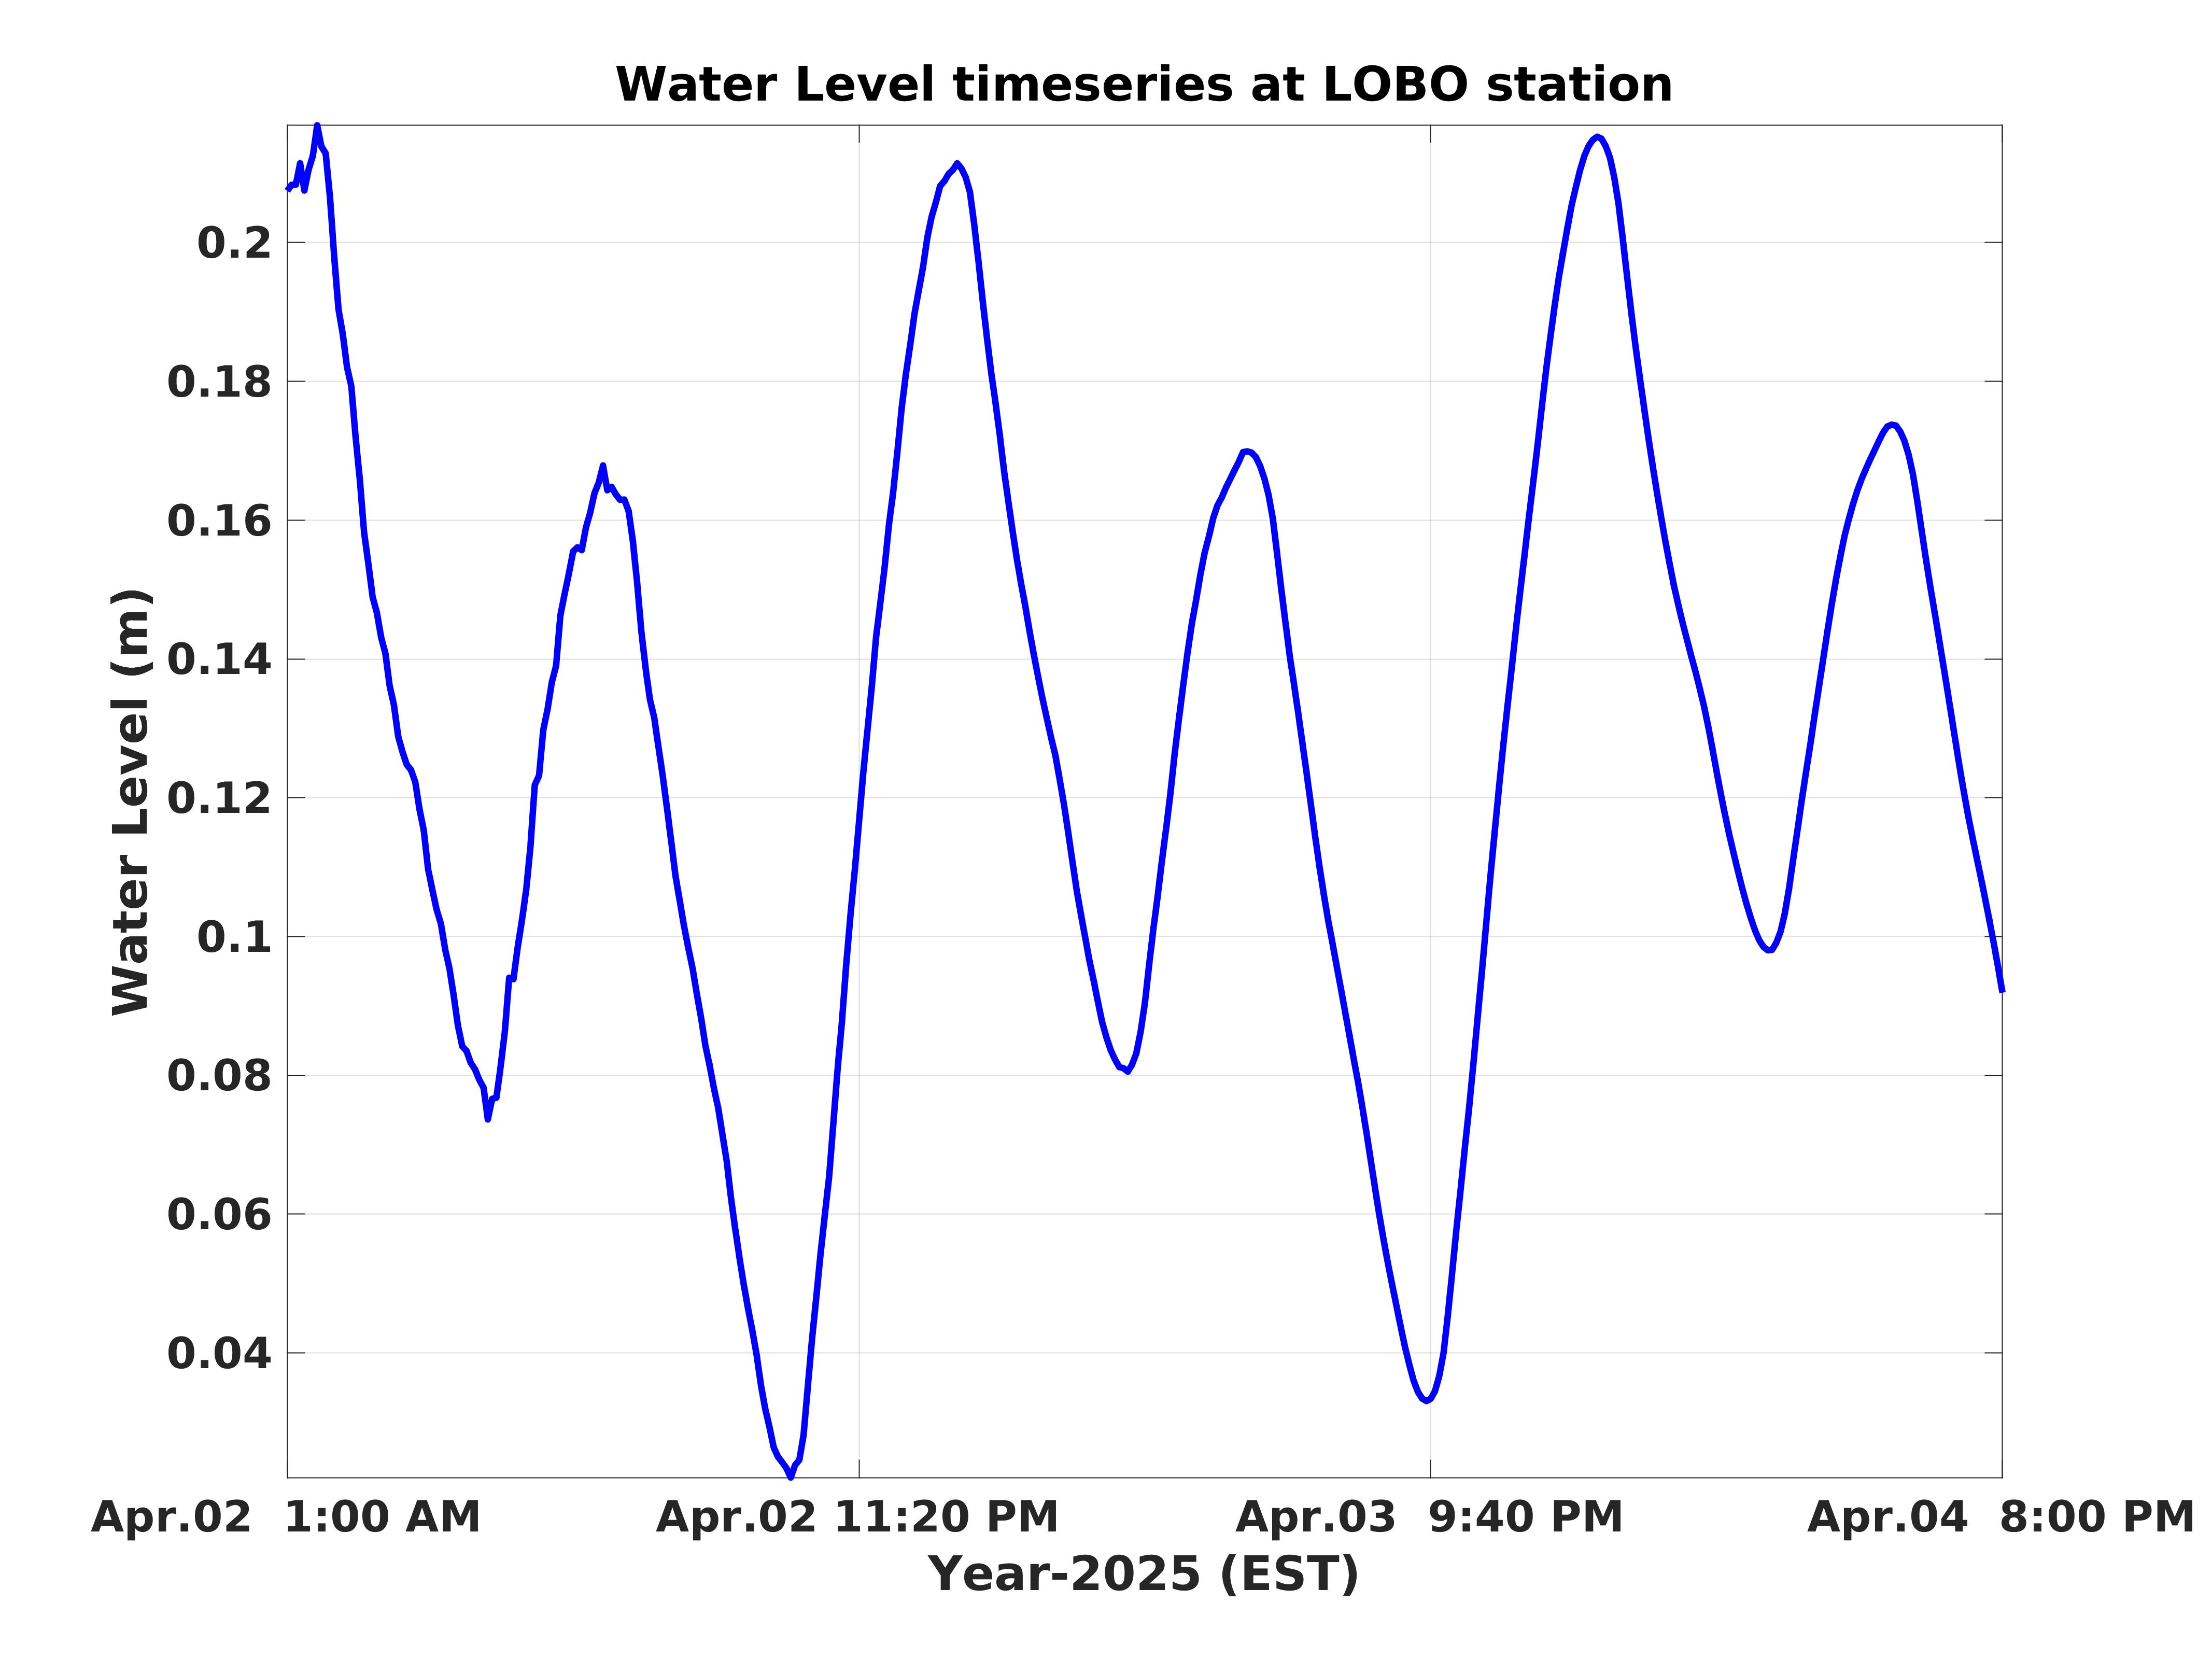 Water Level timeseries at LOBO station
0.2
0.18
0.16
0.14
0.12
0.1
0.08
0.06
0.04
Water Level (m)
Apr.02  1:00 AM
Apr.02 11:20 PM
Apr.03  9:40 PM
Apr.04  8:00 PM
Year-2025 (EST)